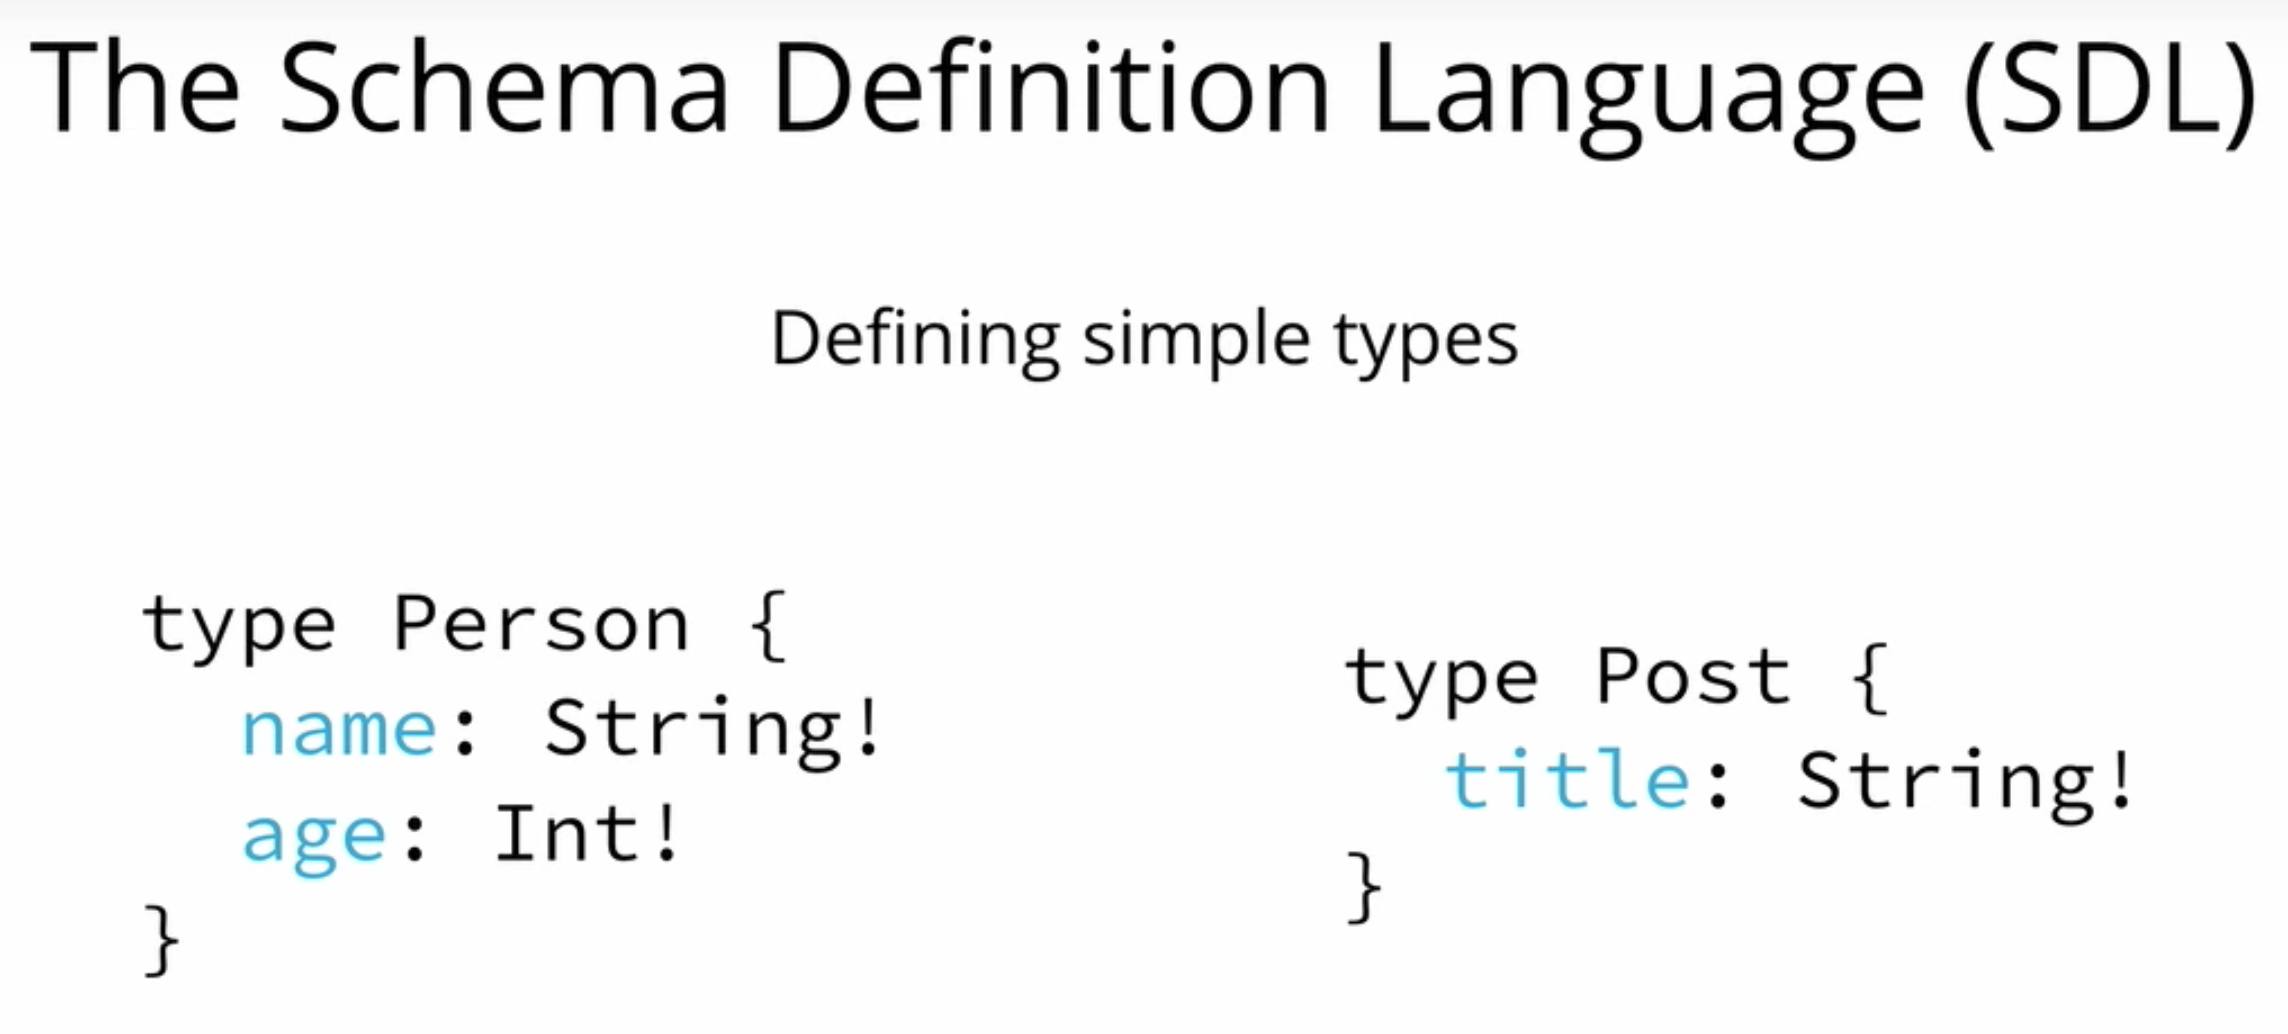 The Schema Definition Language (SDL)
Defining simple types
type Person {
  name: String!
  age: Int!
}
type Post {
  title: String!
}